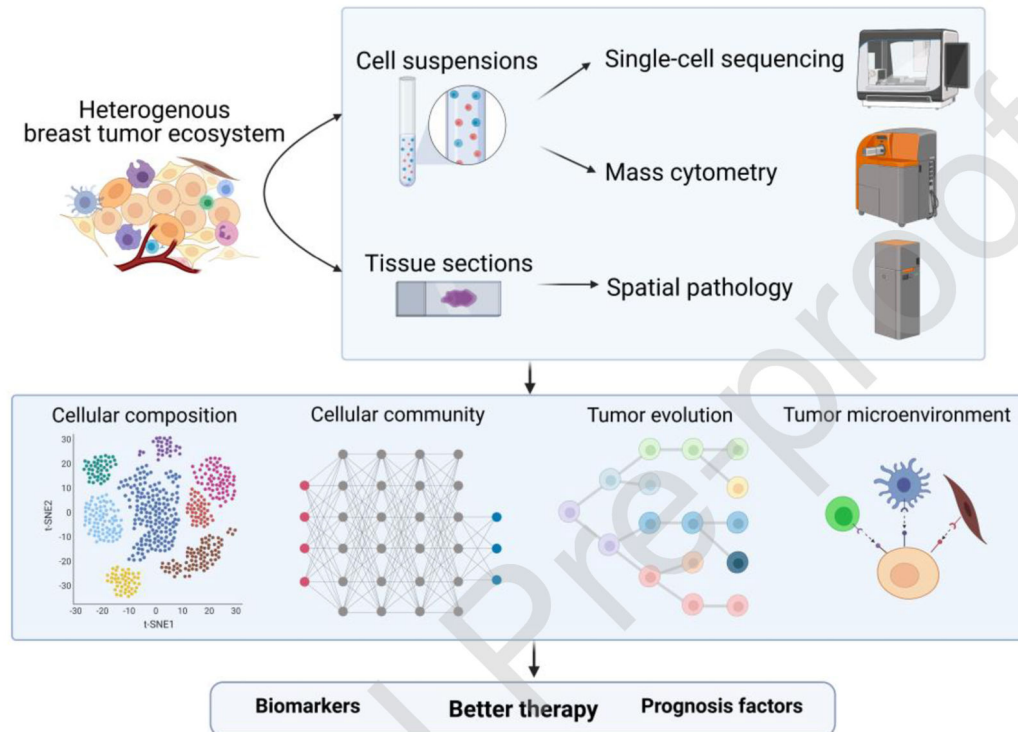 Heterogenous
breast tumor ecosystem
Cell suspensions
Single-cell sequencing
Mass cytometry
Tissue sections
Spatial pathology
Cellular composition
Cellular community
Tumor evolution
Tumor microenvironment
30
20
10
0
-10
-20
-30
t-SNE2
-30 -20 -10 0 10 20 30
t-SNE1
Biomarkers
Better therapy
Prognosis factors
l Pre-proof